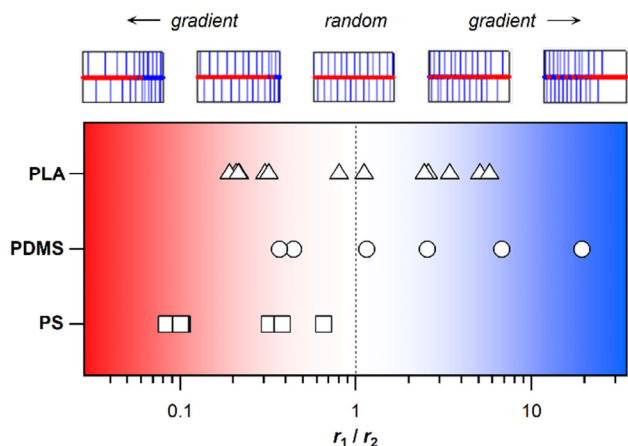 ← gradient random gradient →
PLA
PDMS
PS
0.1 1 10
r₁ / r₂